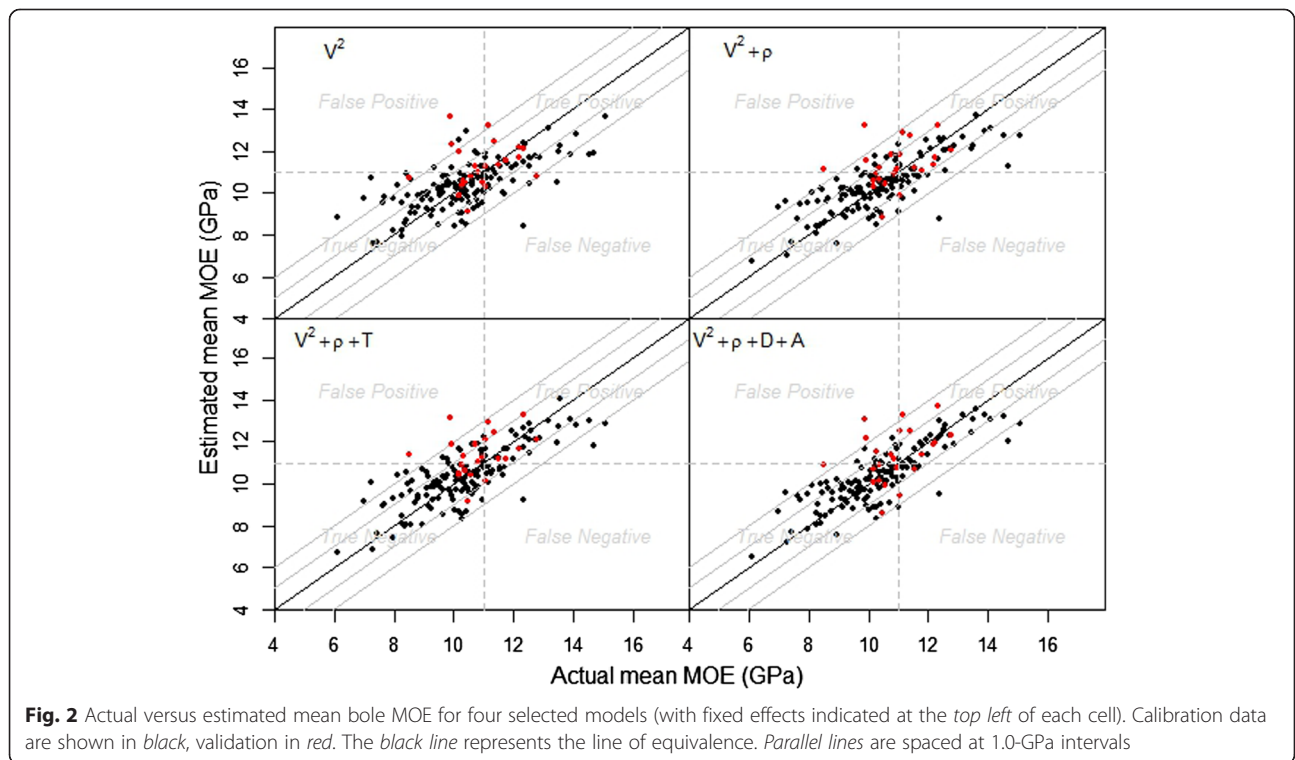 V² V² + ρ
False Positive True Positive False Positive True Positive
True Negative False Negative True Negative False Negative
V² + ρ + T V² + ρ + D + A
False Positive True Positive False Positive True Positive
True Negative False Negative True Negative False Negative
16
14
12
10
8
6
4
16
14
12
10
8
6
4
Estimated mean MOE (GPa)
4 6 8 10 12 14 16 4 6 8 10 12 14 16
Actual mean MOE (GPa)
Fig. 2 Actual versus estimated mean bole MOE for four selected models (with fixed effects indicated at the top left of each cell). Calibration data
are shown in black, validation in red. The black line represents the line of equivalence. Parallel lines are spaced at 1.0-GPa intervals